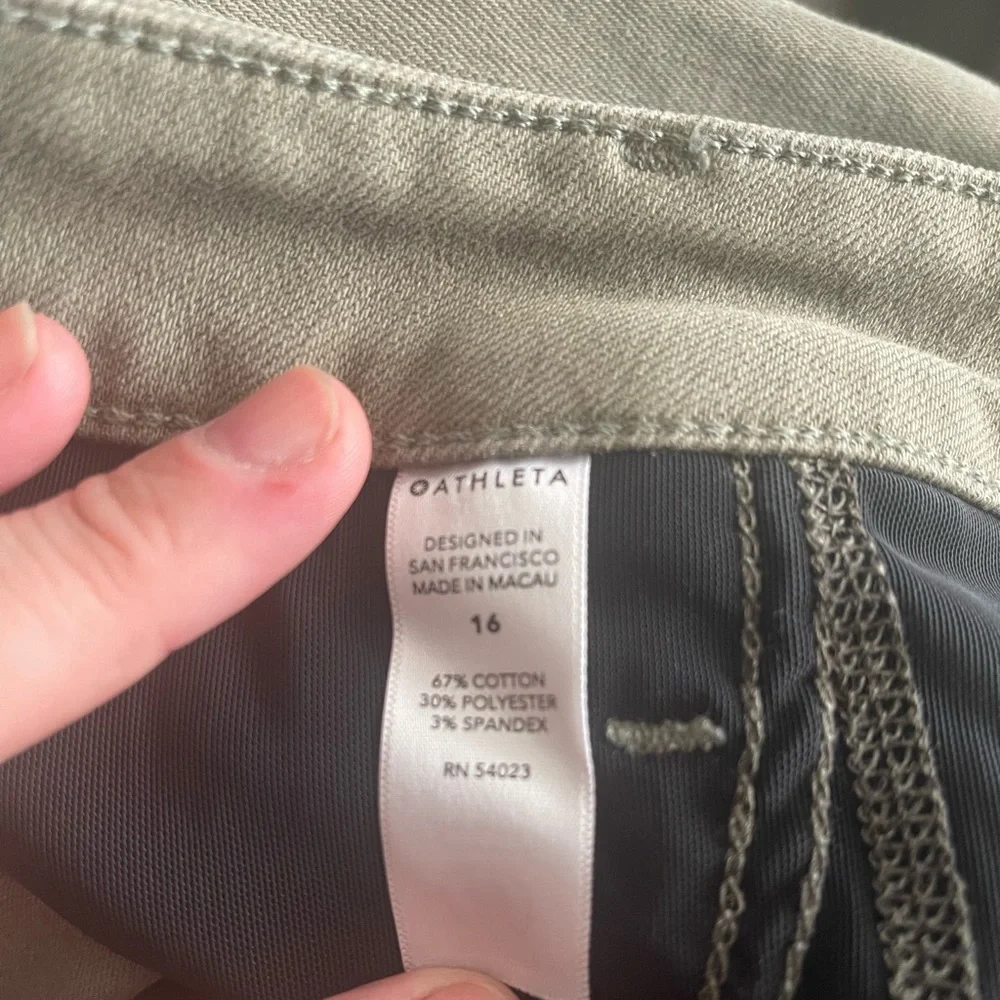 ATHLETA
DESIGNED IN
SAN FRANCISCO
MADE IN MACAU
16
67% COTTON
30% POLYESTER
3% SPANDEX
RN 54023